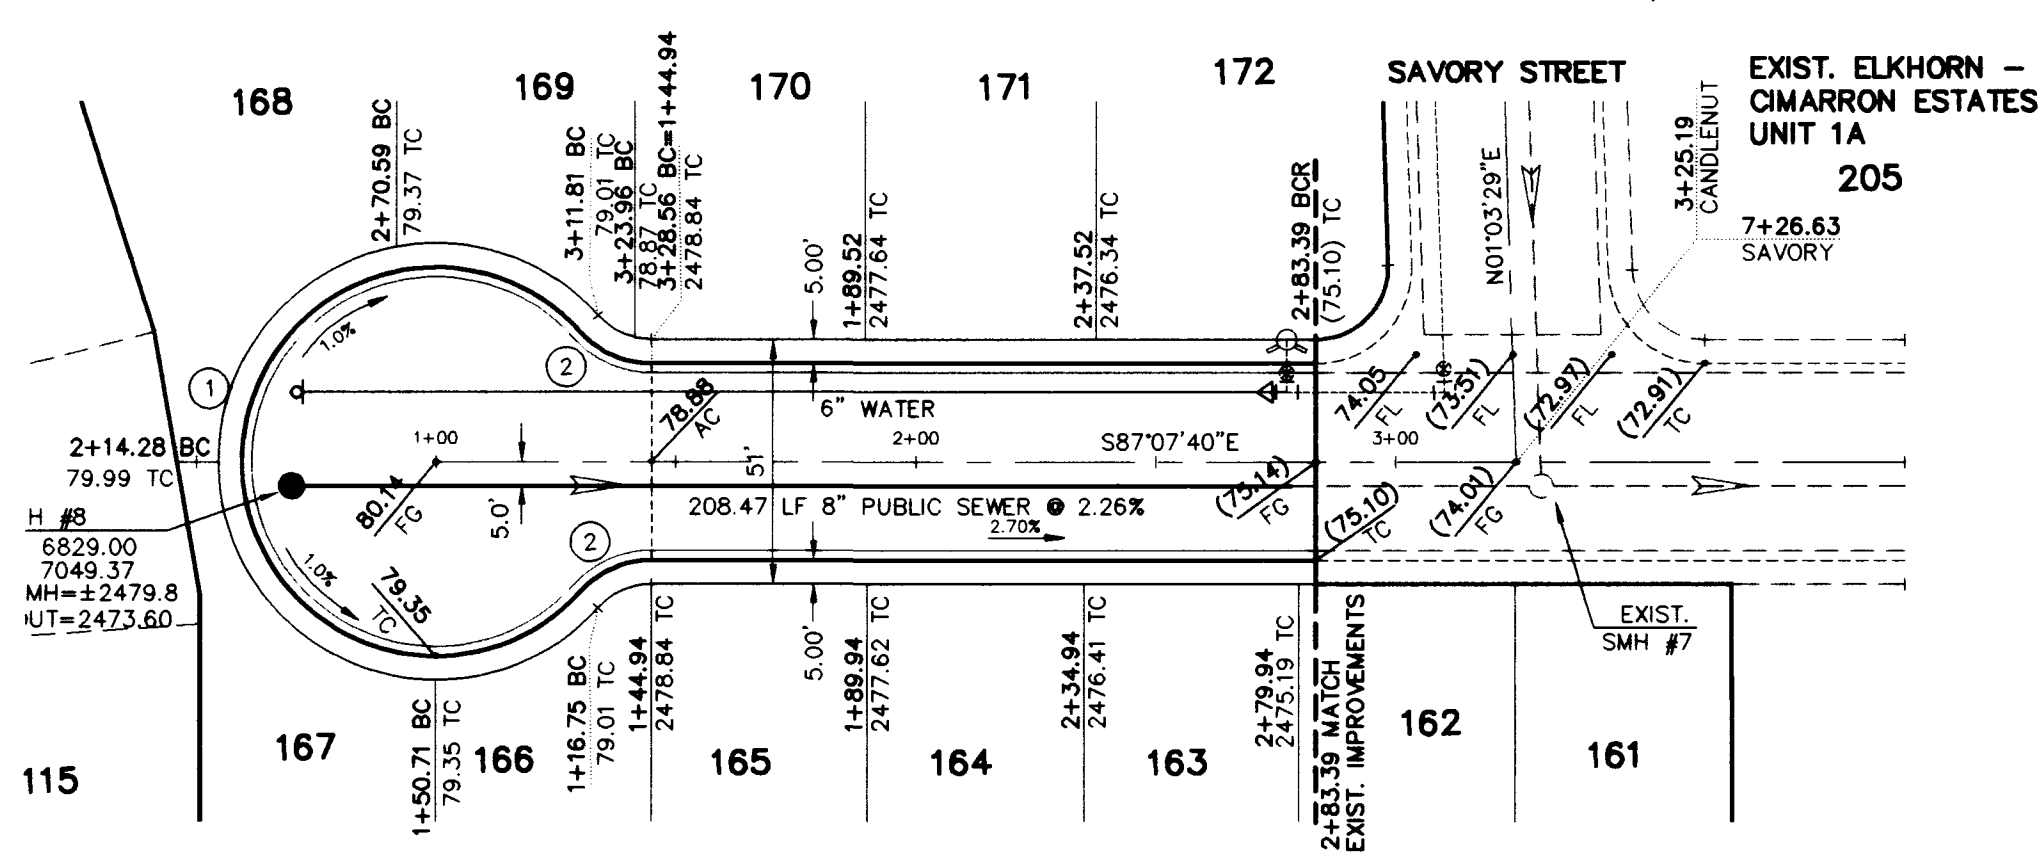 168
169
170
171
172
SAVORY STREET
EXIST. ELKHORN –
CIMARRON ESTATES
UNIT 1A
205
2+70.59 BC
79.37 TC
3+11.81 BC
79.01 TC
3+23.96 BC
78.87 TC
3+28.56 BC=1+44.94
2478.84 TC
1+89.52
2477.64 TC
2+37.52
2476.34 TC
2+83.39 BCR
(75.10) TC
N01°03'29"E
3+25.19
CANDLENUT
7+26.63
SAVORY
5.00'
1.0%
1
2
6" WATER
78.88
AC
74.05
FL
(73.51)
FL
(72.97)
FL
(72.91)
TC
2+14.28 BC
79.99 TC
1+00
2+00
S87°07'40"E
3+00
51'
80.14
FG
5.0'
208.47 LF 8" PUBLIC SEWER @ 2.26%
2.70%
(75.14)
FG
(75.10)
TC
(74.01)
FG
H #8
6829.00
7049.37
MH=±2479.8
UT=2473.60
1.0%
79.35
TC
2
EXIST.
SMH #7
5.00'
1+50.71 BC
79.35 TC
1+16.75 BC
79.01 TC
1+44.94
2478.84 TC
1+89.94
2477.62 TC
2+34.94
2476.41 TC
2+79.94
2475.19 TC
2+83.39 MATCH
EXIST. IMPROVEMENTS
115
167
166
165
164
163
162
161